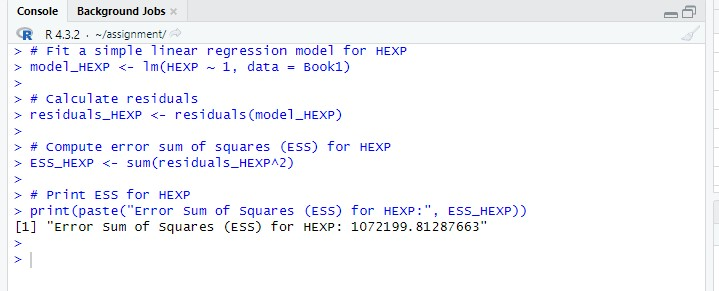 Console Background Jobs ×
R 4.3.2 · ~/assignment/
> # Fit a simple linear regression model for HEXP
> model_HEXP <- lm(HEXP ~ 1, data = Book1)
>
> # Calculate residuals
> residuals_HEXP <- residuals(model_HEXP)
>
> # Compute error sum of squares (ESS) for HEXP
> ESS_HEXP <- sum(residuals_HEXP^2)
>
> # Print ESS for HEXP
> print(paste("Error Sum of Squares (ESS) for HEXP:", ESS_HEXP))
[1] "Error Sum of Squares (ESS) for HEXP: 1072199.81287663"
>
>